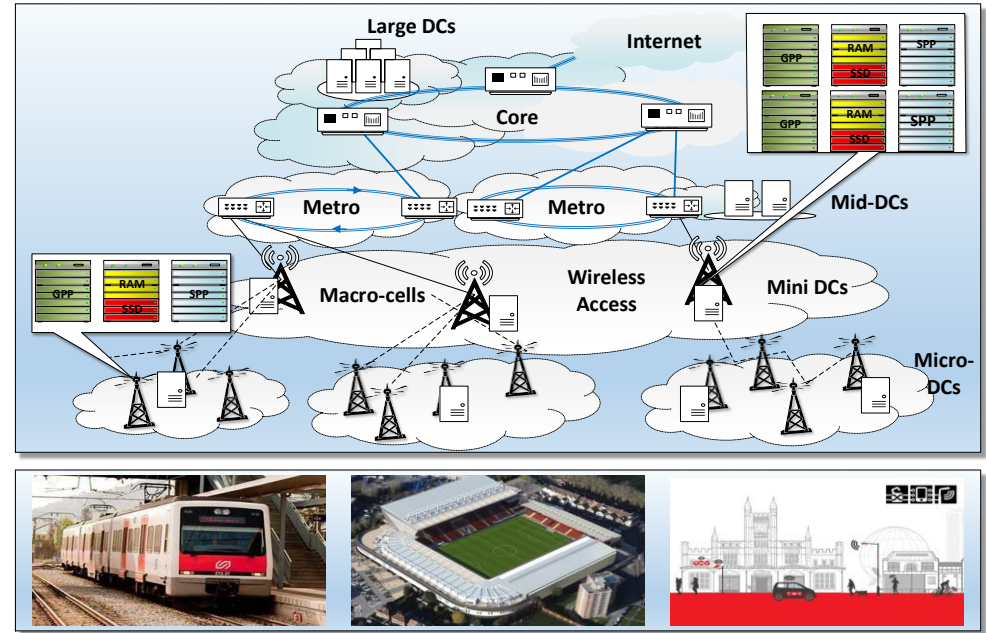 Large DCs
Internet
Core
GPP
RAM
SSD
SPP
GPP
RAM
SSD
SPP
Metro
Metro
Mid-DCs
GPP
RAM
SSD
SPP
Macro-cells
Wireless
Access
Mini DCs
Micro-
DCs